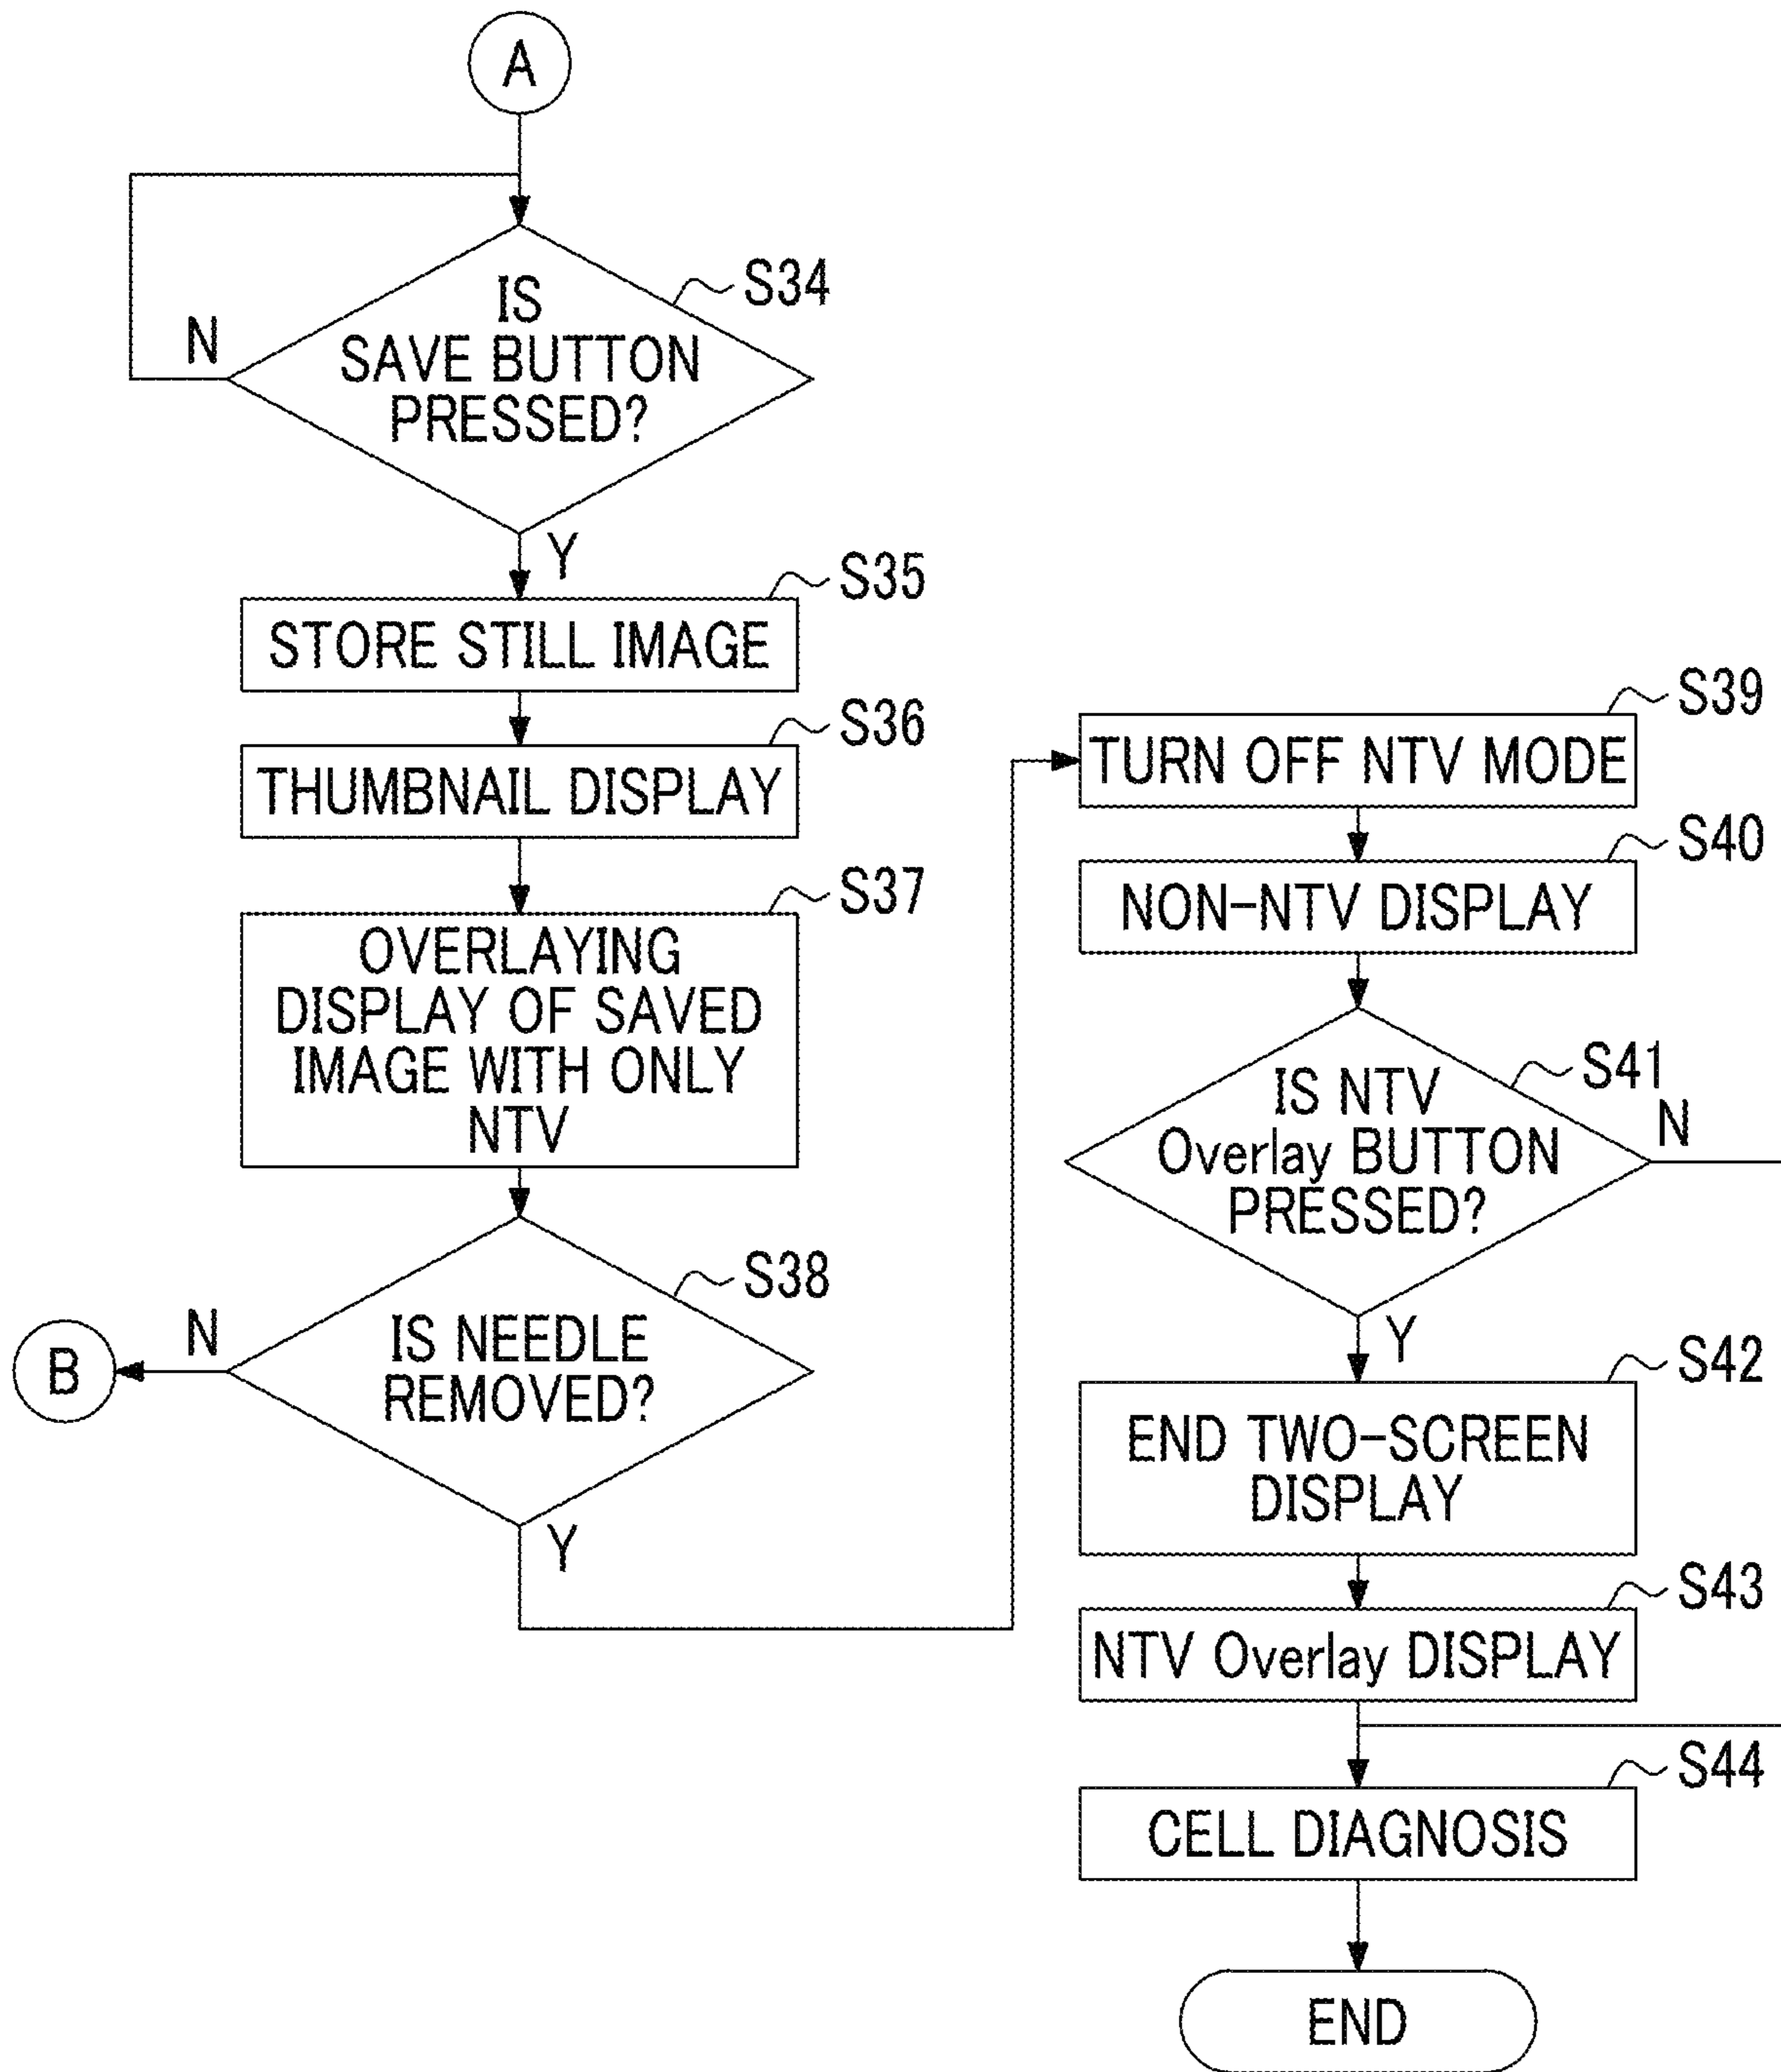 A
S34
IS
SAVE BUTTON
PRESSED?
N
Y
S35
STORE STILL IMAGE
S36
THUMBNAIL DISPLAY
S37
OVERLAYING
DISPLAY OF SAVED
IMAGE WITH ONLY
NTV
S38
IS NEEDLE
REMOVED?
N
B
Y
S39
TURN OFF NTV MODE
S40
NON-NTV DISPLAY
S41
IS NTV
Overlay BUTTON
PRESSED?
N
Y
S42
END TWO-SCREEN
DISPLAY
S43
NTV Overlay DISPLAY
S44
CELL DIAGNOSIS
END